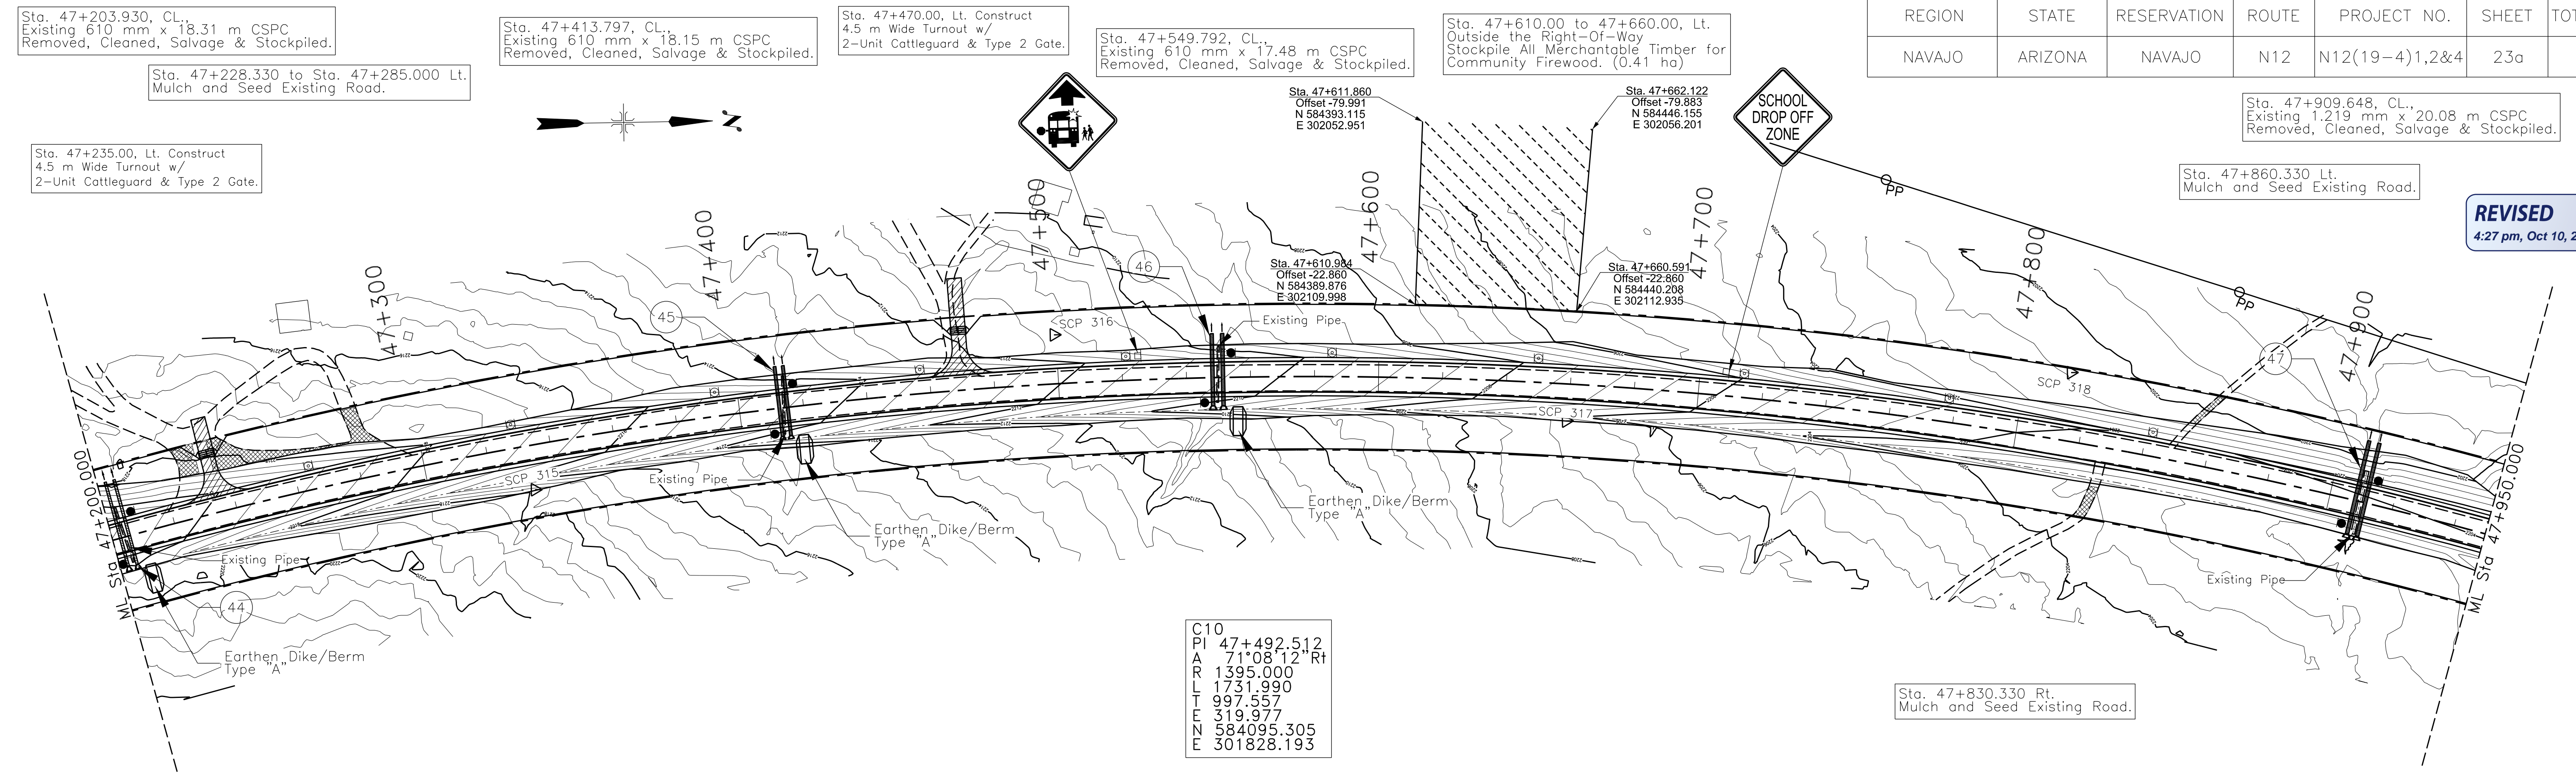 Sta. 47+203.930, CL.,
Existing 610 mm x 18.31 m CSPC
Removed, Cleaned, Salvage & Stockpiled.
Sta. 47+228.330 to Sta. 47+285.000 Lt.
Mulch and Seed Existing Road.
Sta. 47+235.00, Lt. Construct
4.5 m Wide Turnout w/
2-Unit Cattleguard & Type 2 Gate.
Sta. 47+413.797, CL.,
Existing 610 mm x 18.15 m CSPC
Removed, Cleaned, Salvage & Stockpiled.
Sta. 47+470.00, Lt. Construct
4.5 m Wide Turnout w/
2-Unit Cattleguard & Type 2 Gate.
Sta. 47+549.792, CL.,
Existing 610 mm x 17.48 m CSPC
Removed, Cleaned, Salvage & Stockpiled.
Sta. 47+610.00 to 47+660.00, Lt.
Outside the Right-Of-Way
Stockpile All Merchantable Timber for
Community Firewood. (0.41 ha)
REGION STATE RESERVATION ROUTE PROJECT NO. SHEET TOT
NAVAJO ARIZONA NAVAJO N12 N12(19-4)1,2&4 23a
Sta. 47+909.648, CL.,
Existing 1.219 mm x 20.08 m CSPC
Removed, Cleaned, Salvage & Stockpiled.
Sta. 47+860.330 Lt.
Mulch and Seed Existing Road.
REVISED
4:27 pm, Oct 10, 2
N
Sta. 47+611.860
Offset -79.991
N 584393.115
E 302052.951
Sta. 47+662.122
Offset -79.883
N 584446.155
E 302056.201
SCHOOL
DROP OFF
ZONE
PP
PP
Sta. 47+610.984
Offset -22.860
N 584389.876
E 302109.998
Sta. 47+660.591
Offset -22.860
N 584440.208
E 302112.935
47+300
47+400
47+500
47+600
47+700
47+800
47+900
45
46
47
44
SCP 315
SCP 316
SCP 317
SCP 318
Existing Pipe
Existing Pipe
Existing Pipe
Existing Pipe
Earthen Dike/Berm
Type "A"
Earthen Dike/Berm
Type "A"
Earthen Dike/Berm
Type "A"
ML Sta 47+200.000
ML Sta 47+950.000
C10
PI 47+492.512
A 71°08'12"Rt
R 1395.000
L 1731.990
T 997.557
E 319.977
N 584095.305
E 301828.193
Sta. 47+830.330 Rt.
Mulch and Seed Existing Road.